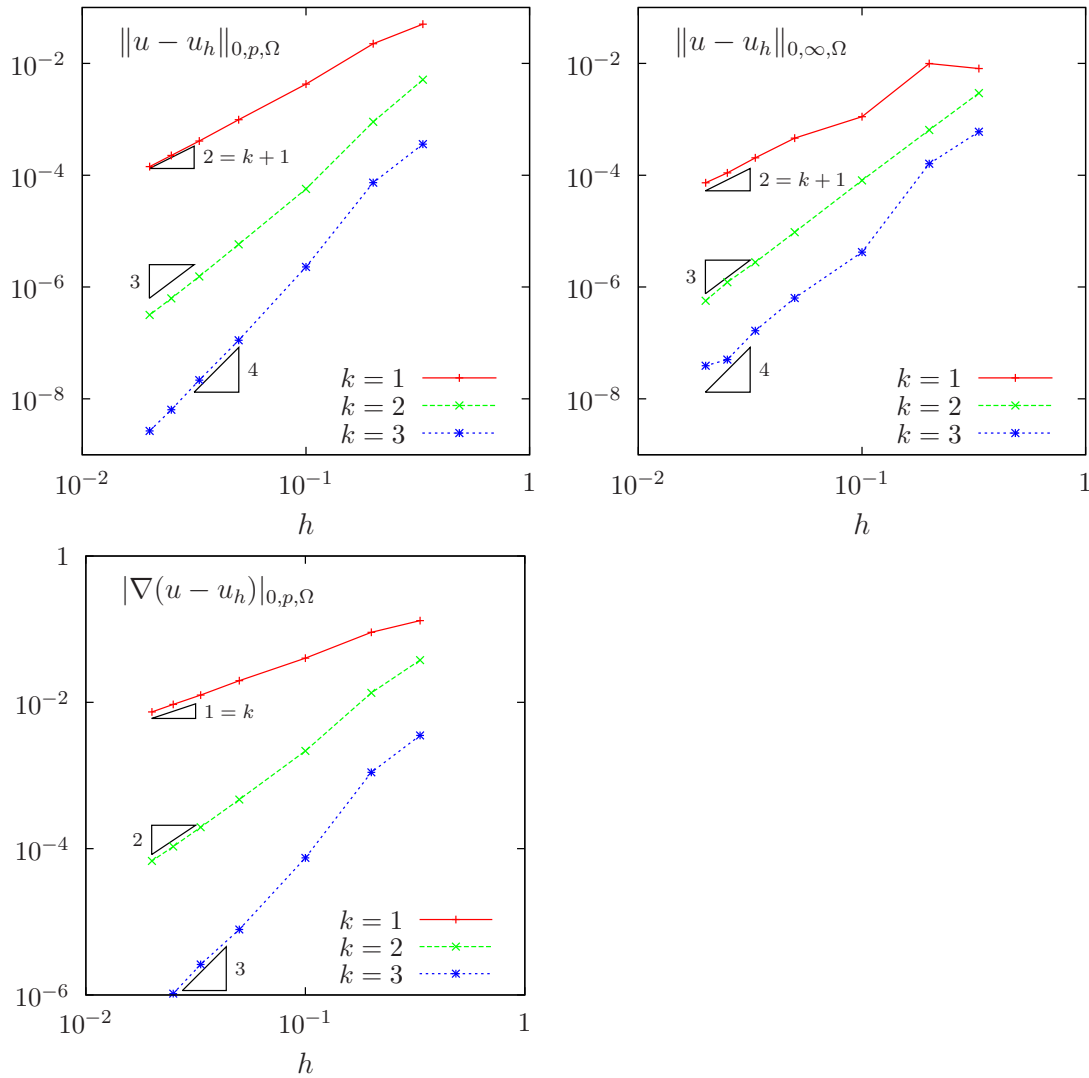 ‖u − u_h‖_{0,p,Ω}
10^{-2}
10^{-4}
10^{-6}
10^{-8}
2 = k + 1
3
4
k = 1
k = 2
k = 3
10^{-2}
10^{-1}
1
h
‖u − u_h‖_{0,∞,Ω}
10^{-2}
10^{-4}
10^{-6}
10^{-8}
2 = k + 1
3
4
k = 1
k = 2
k = 3
10^{-2}
10^{-1}
1
h
|∇(u − u_h)|_{0,p,Ω}
1
10^{-2}
10^{-4}
10^{-6}
1 = k
2
3
k = 1
k = 2
k = 3
10^{-2}
10^{-1}
1
h